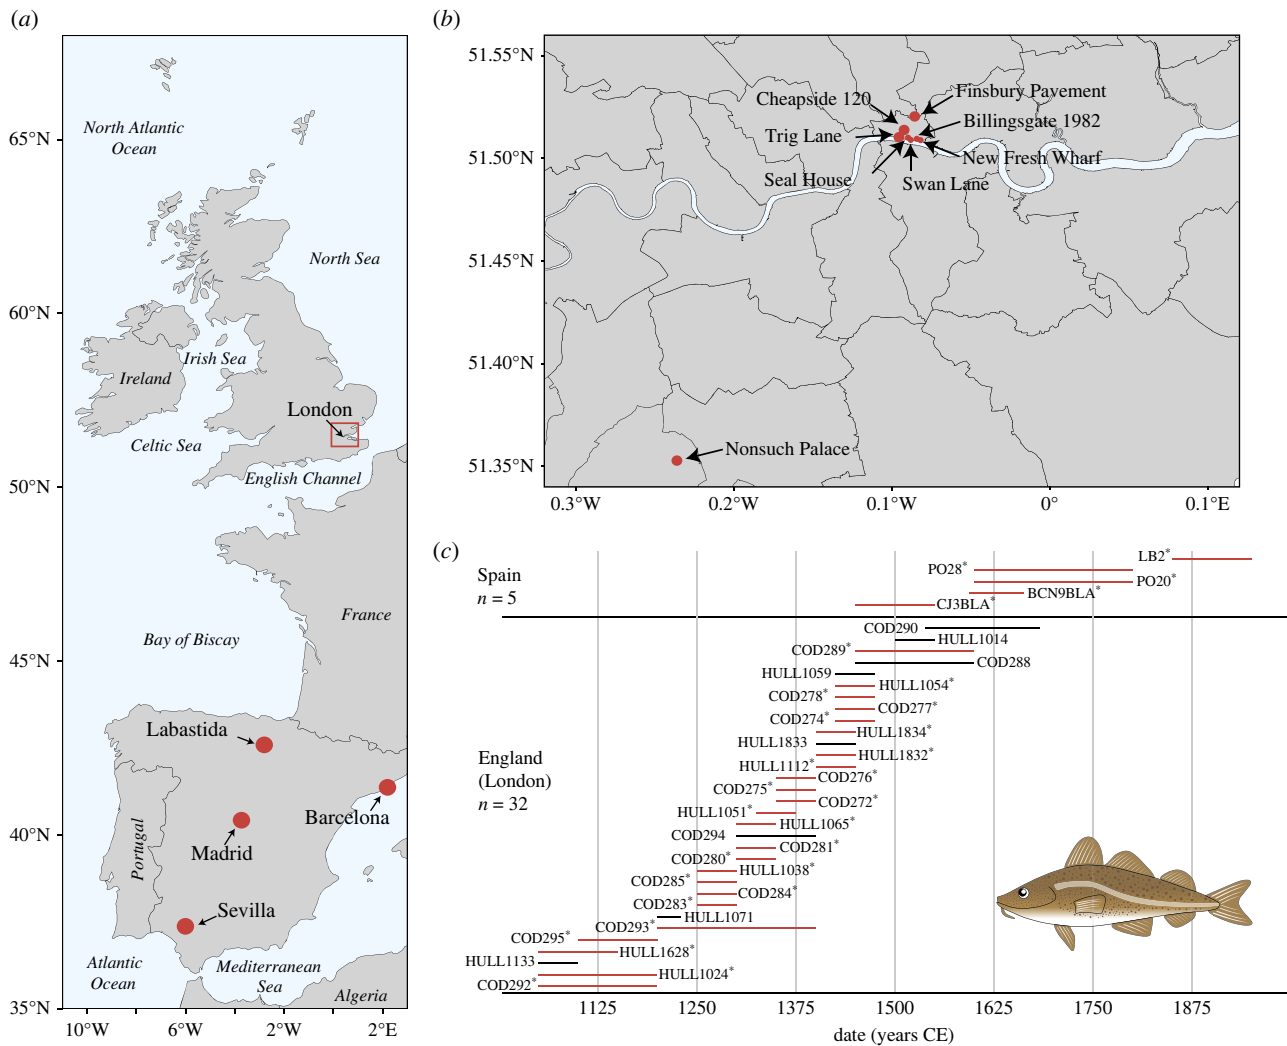 (a)
65°N
60°N
50°N
45°N
40°N
35°N
10°W
6°W
2°W
2°E
North Atlantic
Ocean
North Sea
Irish Sea
Ireland
London
Celtic Sea
English Channel
France
Bay of Biscay
Labastida
Barcelona
Madrid
Portugal
Sevilla
Atlantic
Ocean
Mediterranean
Sea
Algeria
(b)
51.55°N
51.50°N
51.45°N
51.40°N
51.35°N
0.3°W
0.2°W
0.1°W
0°
0.1°E
Cheapside 120
Finsbury Pavement
Trig Lane
Billingsgate 1982
New Fresh Wharf
Seal House
Swan Lane
Nonsuch Palace
(c)
Spain
n = 5
LB2*
PO28*
PO20*
BCN9BLA*
CJ3BLA*
England
(London)
n = 32
COD290
HULL1014
COD289*
COD288
HULL1059
HULL1054*
COD278*
COD277*
COD274*
HULL1834*
HULL1833
HULL1832*
HULL1112*
COD276*
COD275*
COD272*
HULL1051*
HULL1065*
COD294
COD281*
COD280*
HULL1038*
COD285*
COD284*
COD283*
HULL1071
COD293*
COD295*
HULL1628*
HULL1133
HULL1024*
COD292*
1125
1250
1375
1500
1625
1750
1875
date (years CE)